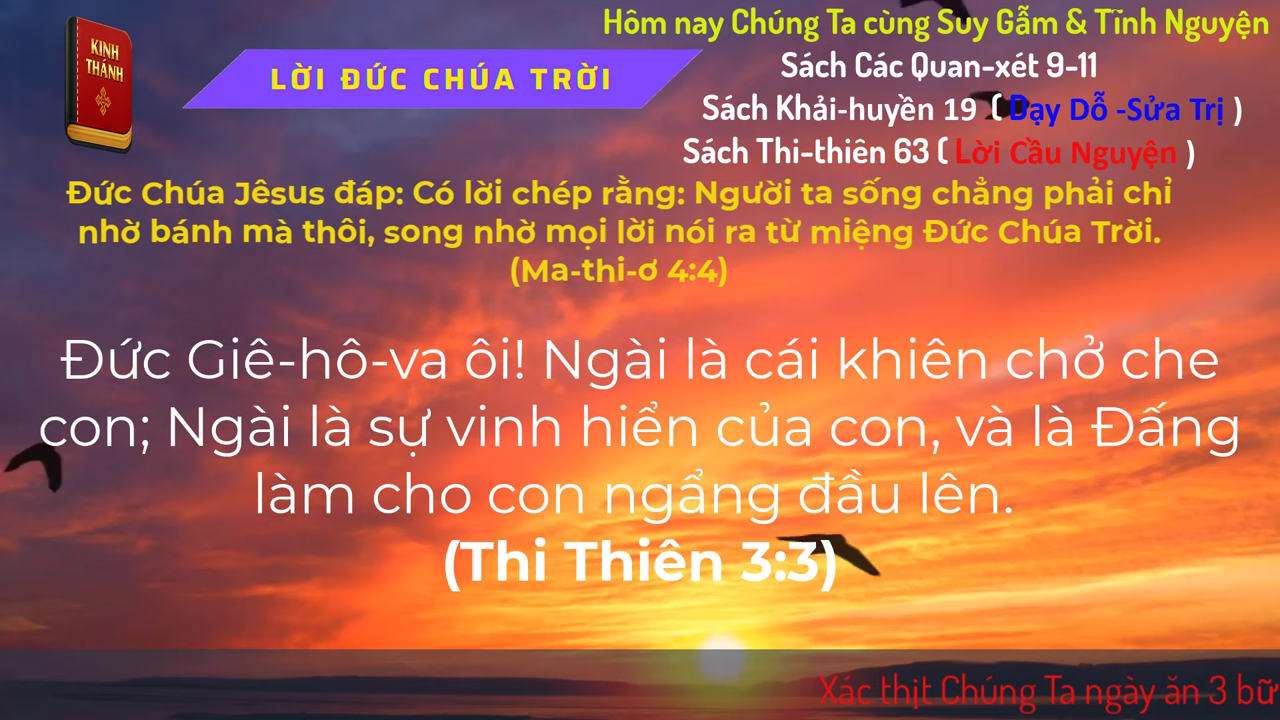 KINH
THÁNH
LỜI ĐỨC CHÚA TRỜI
Hôm nay Chúng Ta cùng Suy Gẫm & Tĩnh Nguyện
Sách Các Quan-xét 9-11
Sách Khải-huyền 19 ( Dạy Dỗ -Sửa Trị )
Sách Thi-thiên 63 ( Lời Cầu Nguyện )
Đức Chúa Jêsus đáp: Có lời chép rằng: Người ta sống chẳng phải chỉ
nhờ bánh mà thôi, song nhờ mọi lời nói ra từ miệng Đức Chúa Trời.
(Ma-thi-ơ 4:4)
Đức Giê-hô-va ôi! Ngài là cái khiên chở che
con; Ngài là sự vinh hiển của con, và là Đấng
làm cho con ngẩng đầu lên.
(Thi Thiên 3:3)
Xác thịt Chúng Ta ngày ăn 3 bữ